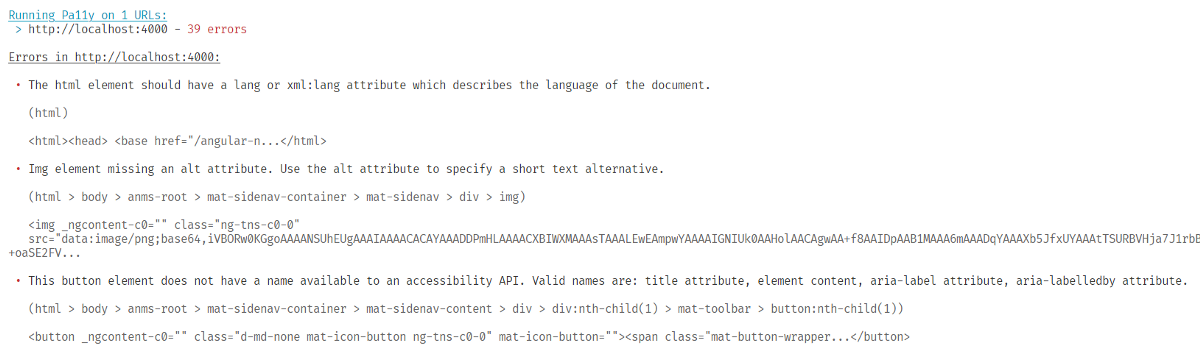 Running Pa11y on 1 URLs:
> http://localhost:4000 - 39 errors
Errors in http://localhost:4000:
• The html element should have a lang or xml:lang attribute which describes the language of the document.
(html)
<html><head> <base href="/angular-n...</html>
• Img element missing an alt attribute. Use the alt attribute to specify a short text alternative.
(html > body > anms-root > mat-sidenav-container > mat-sidenav > div > img)
<img _ngcontent-c0="" class="ng-tns-c0-0"
src="data:image/png;base64,iVBORw0KGgoAAAANSUhEUgAAAIAAAACACAYAAADDPmHLAAAACXBIWXMAAAsTAAALEwEAmpwYAAAAIGNIUk0AAHolAACAgwAA+f8AAIDpAAB1MAAA6mAAADqYAAAXb5JfxUYAAAtTSURBVHja7J1rbB
+oaSE2FV...
• This button element does not have a name available to an accessibility API. Valid names are: title attribute, element content, aria-label attribute, aria-labelledby attribute.
(html > body > anms-root > mat-sidenav-container > mat-sidenav-content > div > div:nth-child(1) > mat-toolbar > button:nth-child(1))
<button _ngcontent-c0="" class="d-md-none mat-icon-button ng-tns-c0-0" mat-icon-button=""><span class="mat-button-wrapper...</button>